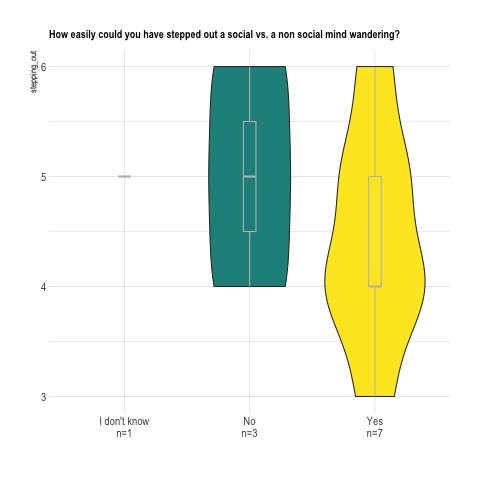 How easily could you have stepped out a social vs. a non social mind wandering?
stepping_out
6
5
4
3
I don't know
n=1
No
n=3
Yes
n=7